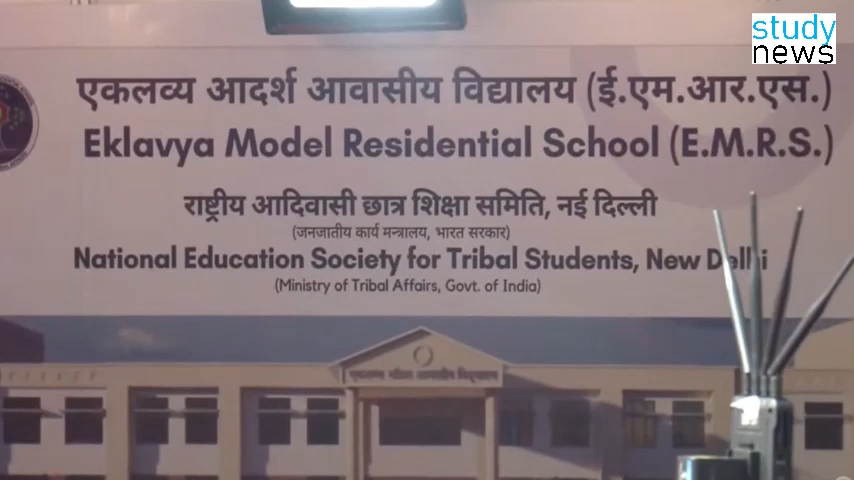 study
news
एकलव्य आदर्श आवासीय विद्यालय (ई.एम.आर.एस.)
Eklavya Model Residential School (E.M.R.S.)
राष्ट्रीय आदिवासी छात्र शिक्षा समिति, नई दिल्ली
(जनजातीय कार्य मन्त्रालय, भारत सरकार)
National Education Society for Tribal Students, New Delhi
(Ministry of Tribal Affairs, Govt. of India)